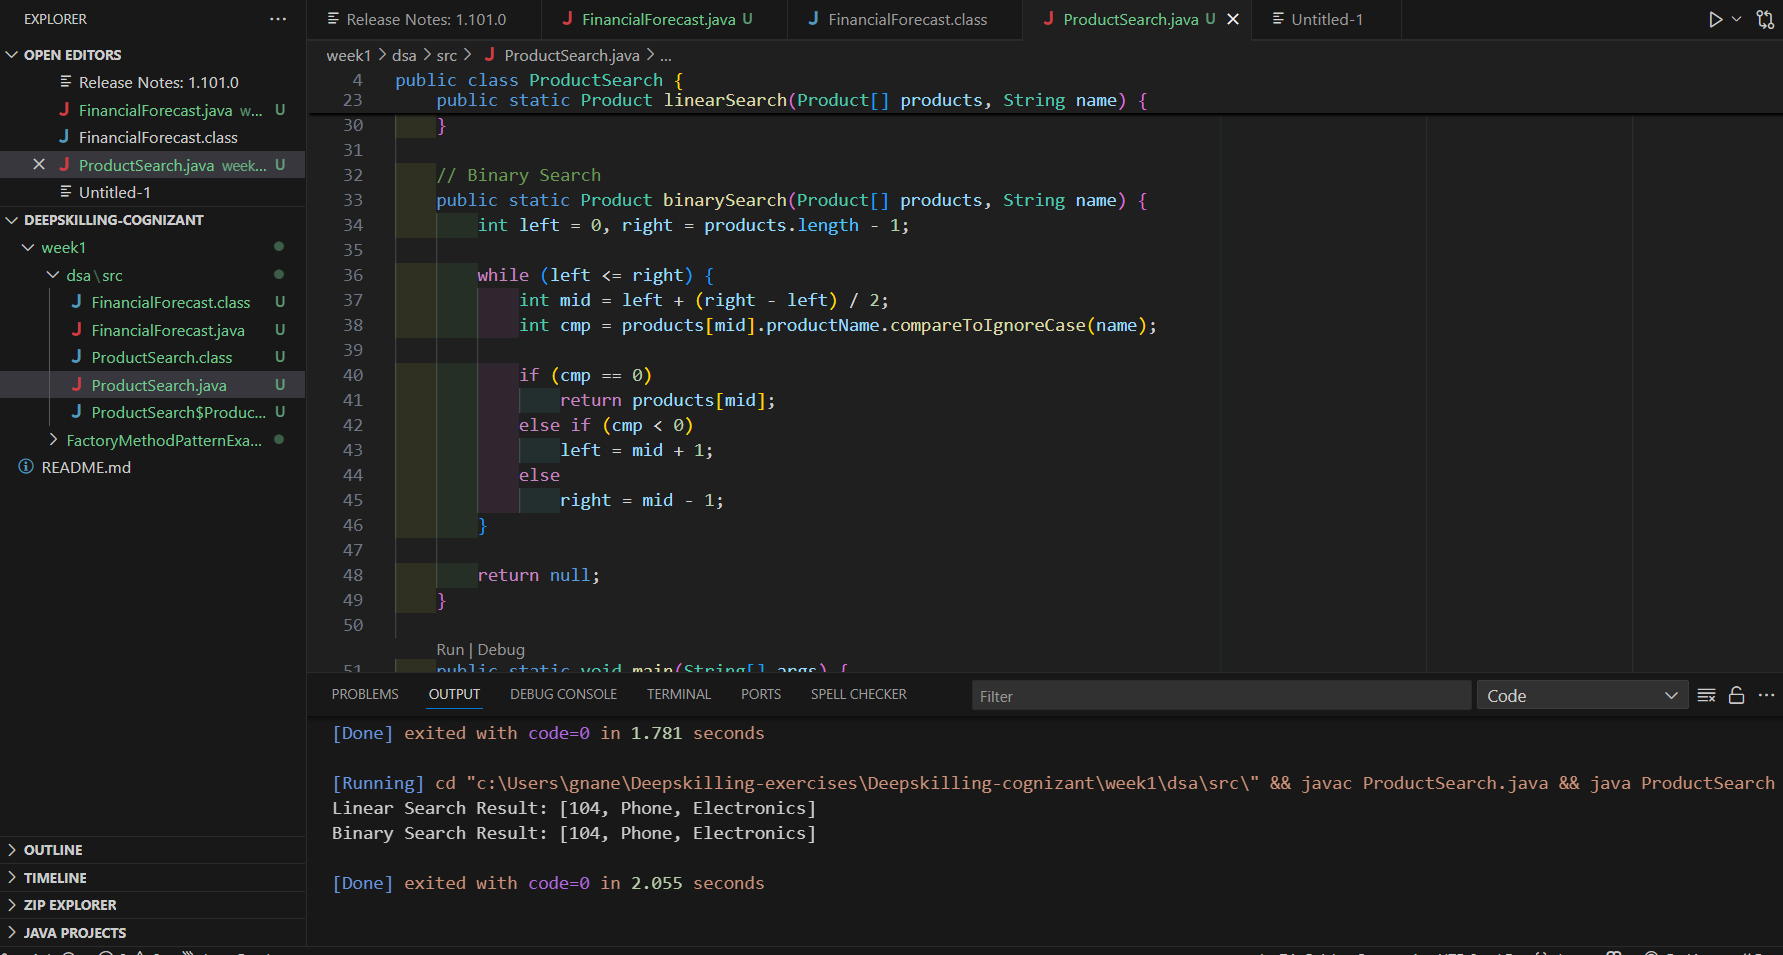 EXPLORER ···
OPEN EDITORS
Release Notes: 1.101.0
J FinancialForecast.java w... U
J FinancialForecast.class
J ProductSearch.java week... U
Untitled-1
DEEPSKILLING-COGNIZANT
week1
dsa\src
J FinancialForecast.class U
J FinancialForecast.java U
J ProductSearch.class U
J ProductSearch.java U
J ProductSearch$Produc... U
FactoryMethodPatternExa...
README.md
OUTLINE
TIMELINE
ZIP EXPLORER
JAVA PROJECTS
Release Notes: 1.101.0 J FinancialForecast.java U J FinancialForecast.class J ProductSearch.java U Untitled-1
week1 > dsa > src > J ProductSearch.java > ...
4 public class ProductSearch {
23 public static Product linearSearch(Product[] products, String name) {
30 }
31
32 // Binary Search
33 public static Product binarySearch(Product[] products, String name) {
34 int left = 0, right = products.length - 1;
35
36 while (left <= right) {
37 int mid = left + (right - left) / 2;
38 int cmp = products[mid].productName.compareToIgnoreCase(name);
39
40 if (cmp == 0)
41 return products[mid];
42 else if (cmp < 0)
43 left = mid + 1;
44 else
45 right = mid - 1;
46 }
47
48 return null;
49 }
50
Run | Debug
51 public static void main(String[] args) {
PROBLEMS OUTPUT DEBUG CONSOLE TERMINAL PORTS SPELL CHECKER Filter Code
[Done] exited with code=0 in 1.781 seconds
[Running] cd "c:\Users\gnane\Deepskilling-exercises\Deepskilling-cognizant\week1\dsa\src\" && javac ProductSearch.java && java ProductSearch
Linear Search Result: [104, Phone, Electronics]
Binary Search Result: [104, Phone, Electronics]
[Done] exited with code=0 in 2.055 seconds